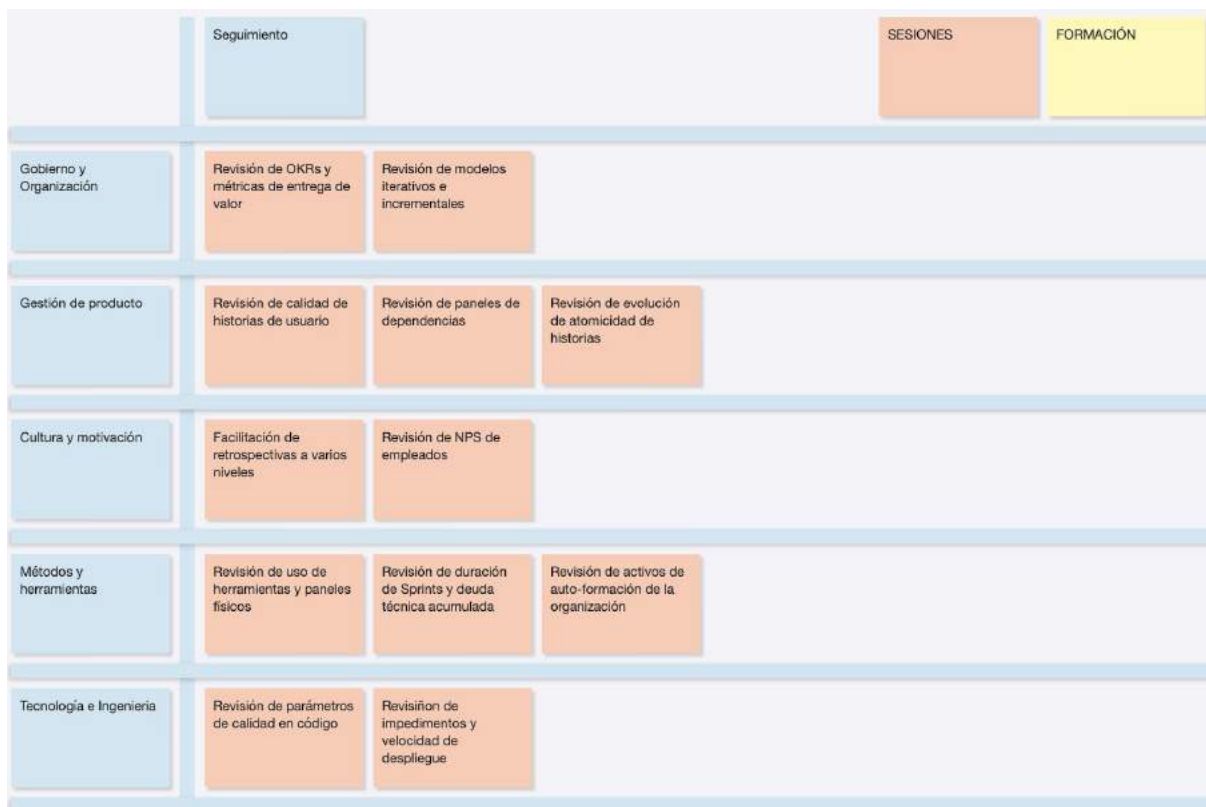 Seguimiento
SESIONES
FORMACIÓN
Gobierno y
Organización
Revisión de OKRs y
métricas de entrega de
valor
Revisión de modelos
iterativos e
incrementales
Gestión de producto
Revisión de calidad de
historias de usuario
Revisión de paneles de
dependencias
Revisión de evolución
de atomicidad de
historias
Cultura y motivación
Facilitación de
retrospectivas a varios
niveles
Revisión de NPS de
empleados
Métodos y
herramientas
Revisión de uso de
herramientas y paneles
físicos
Revisión de duración
de Sprints y deuda
técnica acumulada
Revisión de activos de
auto-formación de la
organización
Tecnología e Ingenieria
Revisión de parámetros
de calidad en código
Revisiñon de
impedimentos y
velocidad de
despliegue